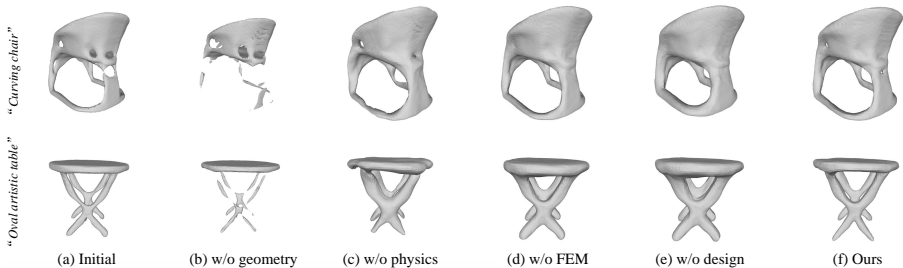 “Curving chair”
“Oval artistic table”
(a) Initial (b) w/o geometry (c) w/o physics (d) w/o FEM (e) w/o design (f) Ours